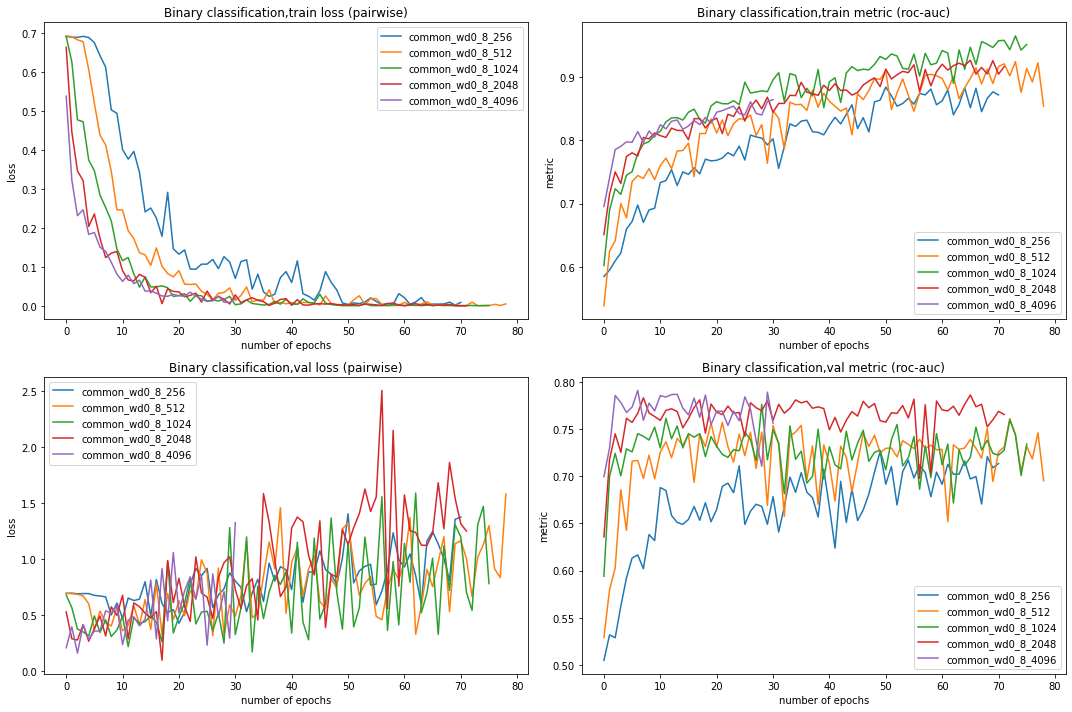 Binary classification,train loss (pairwise)
loss
0.7
0.6
0.5
0.4
0.3
0.2
0.1
0.0
common_wd0_8_256
common_wd0_8_512
common_wd0_8_1024
common_wd0_8_2048
common_wd0_8_4096
0 10 20 30 40 50 60 70 80
number of epochs
Binary classification,train metric (roc-auc)
metric
0.9
0.8
0.7
0.6
common_wd0_8_256
common_wd0_8_512
common_wd0_8_1024
common_wd0_8_2048
common_wd0_8_4096
0 10 20 30 40 50 60 70 80
number of epochs
Binary classification,val loss (pairwise)
loss
2.5
2.0
1.5
1.0
0.5
0.0
common_wd0_8_256
common_wd0_8_512
common_wd0_8_1024
common_wd0_8_2048
common_wd0_8_4096
0 10 20 30 40 50 60 70 80
number of epochs
Binary classification,val metric (roc-auc)
metric
0.80
0.75
0.70
0.65
0.60
0.55
0.50
common_wd0_8_256
common_wd0_8_512
common_wd0_8_1024
common_wd0_8_2048
common_wd0_8_4096
0 10 20 30 40 50 60 70 80
number of epochs